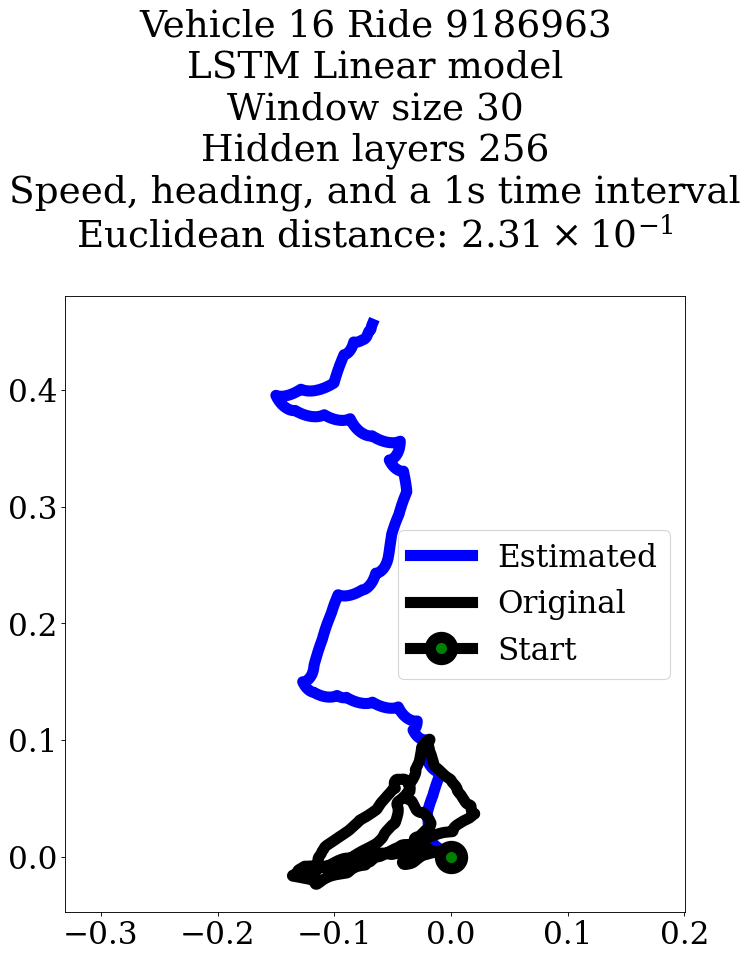 Vehicle 16 Ride 9186963
LSTM Linear model
Window size 30
Hidden layers 256
Speed, heading, and a 1s time interval
Euclidean distance: 2.31 × 10⁻¹
0.4
0.3
0.2
0.1
0.0
Estimated
Original
Start
−0.3 −0.2 −0.1 0.0 0.1 0.2